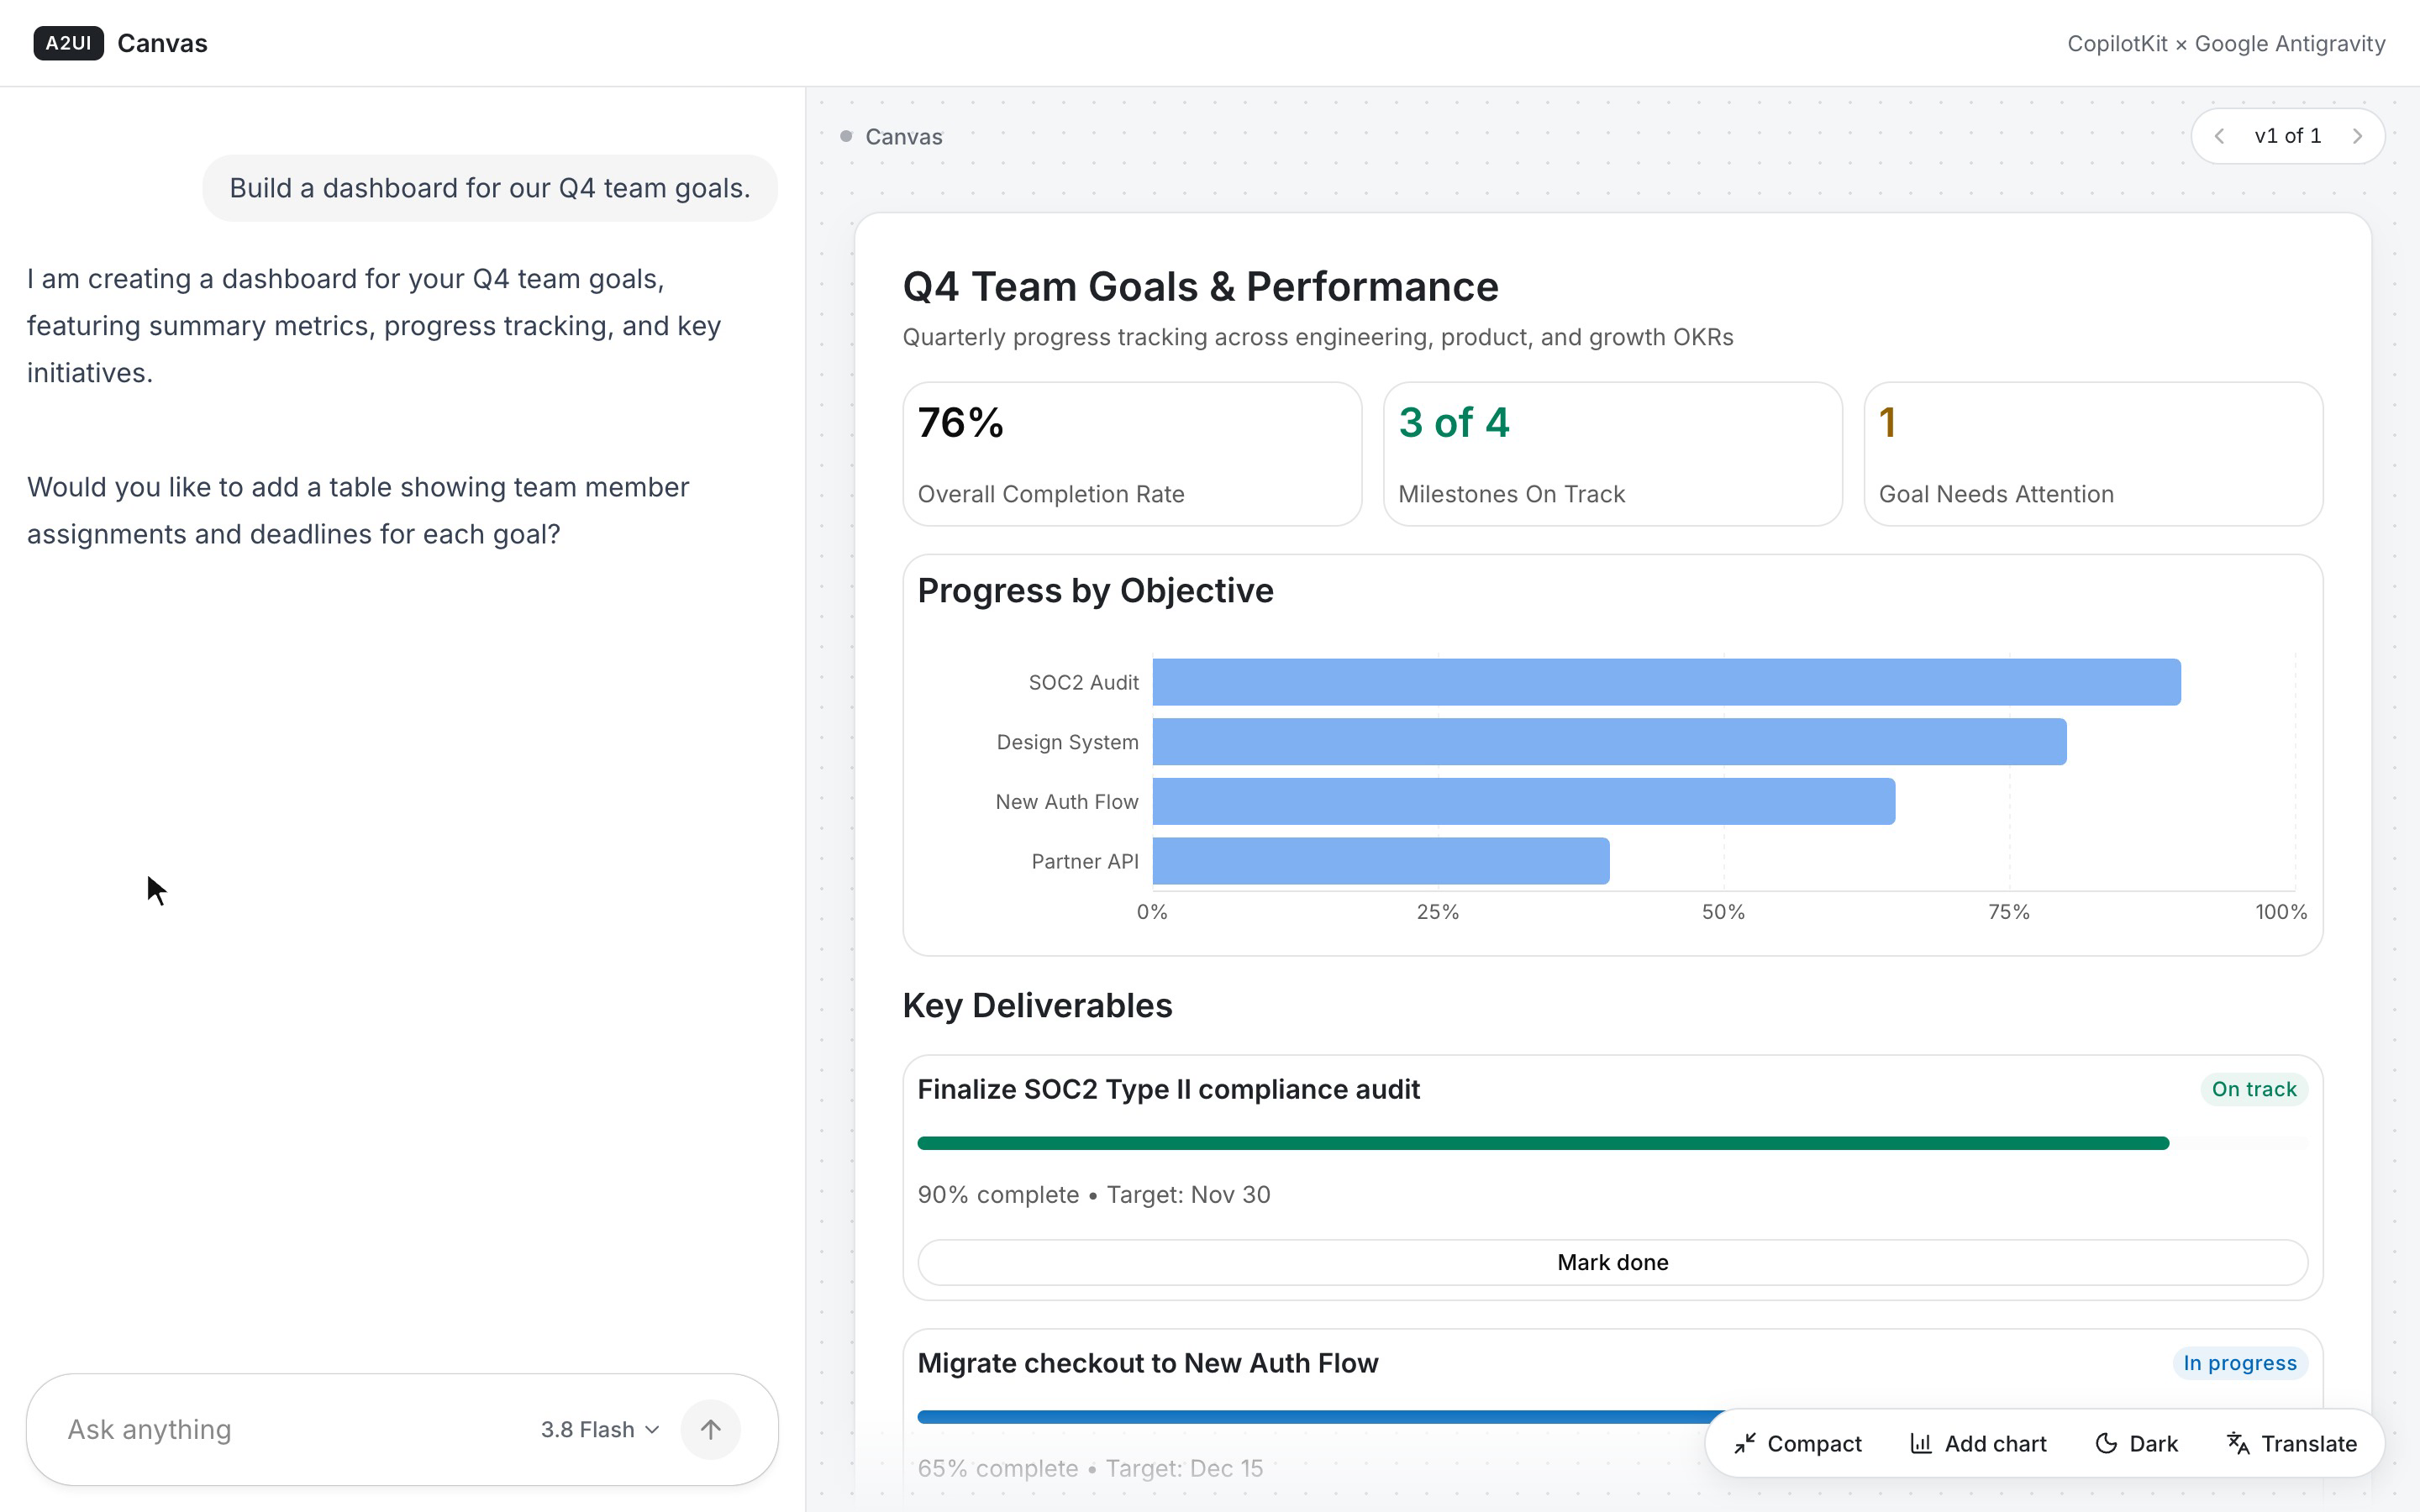 A2UI Canvas
CopilotKit × Google Antigravity
Build a dashboard for our Q4 team goals.
I am creating a dashboard for your Q4 team goals,
featuring summary metrics, progress tracking, and key
initiatives.
Would you like to add a table showing team member
assignments and deadlines for each goal?
Ask anything
3.8 Flash
Canvas
v1 of 1
Q4 Team Goals & Performance
Quarterly progress tracking across engineering, product, and growth OKRs
76%
Overall Completion Rate
3 of 4
Milestones On Track
1
Goal Needs Attention
Progress by Objective
SOC2 Audit
Design System
New Auth Flow
Partner API
0% 25% 50% 75% 100%
Key Deliverables
Finalize SOC2 Type II compliance audit
On track
90% complete • Target: Nov 30
Mark done
Migrate checkout to New Auth Flow
In progress
65% complete • Target: Dec 15
Compact
Add chart
Dark
Translate